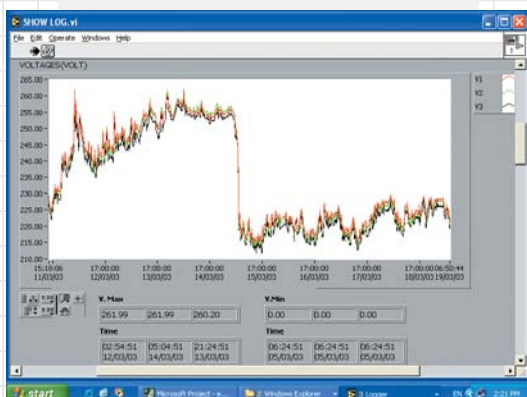 SHOW LOG.vi
File Edit Operate Windows Help
1
VOLTAGES(VOLT)
265.00
260.00
255.00
250.00
245.00
240.00
235.00
230.00
225.00
220.00
215.00
210.00
V1
V2
V3
15:18:06 17:00:00 17:00:00 17:00:00 17:00:00 17:00:00 17:00:00 17:00:00 06:50:44
11/03/03 12/03/03 13/03/03 14/03/03 15/03/03 16/03/03 17/03/03 18/03/03 19/03/03
V. Max V.Min
261.99 261.99 260.20 0.00 0.00 0.00
Time Time
02:54:51 05:04:51 21:24:51 06:24:51 06:24:51 06:24:51
12/03/03 14/03/03 13/03/03 05/03/03 05/03/03 05/03/03
start Microsoft Project - e... 2 Windows Explorer 3 Logger EN 2:21 PM